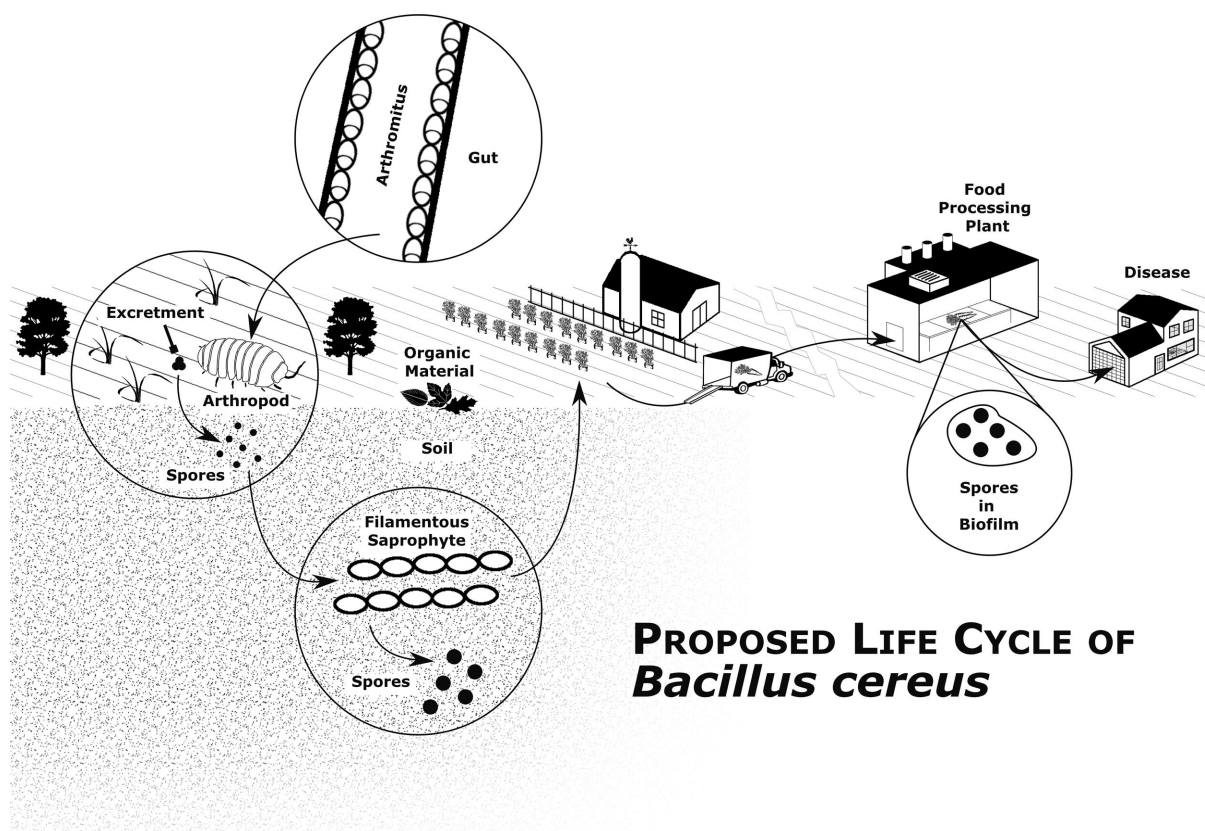 Arthromitus
Gut
Food
Processing
Plant
Disease
Excretment
Arthropod
Spores
Organic
Material
Soil
Filamentous
Saprophyte
Spores
Spores
in
Biofilm
PROPOSED LIFE CYCLE OF
Bacillus cereus